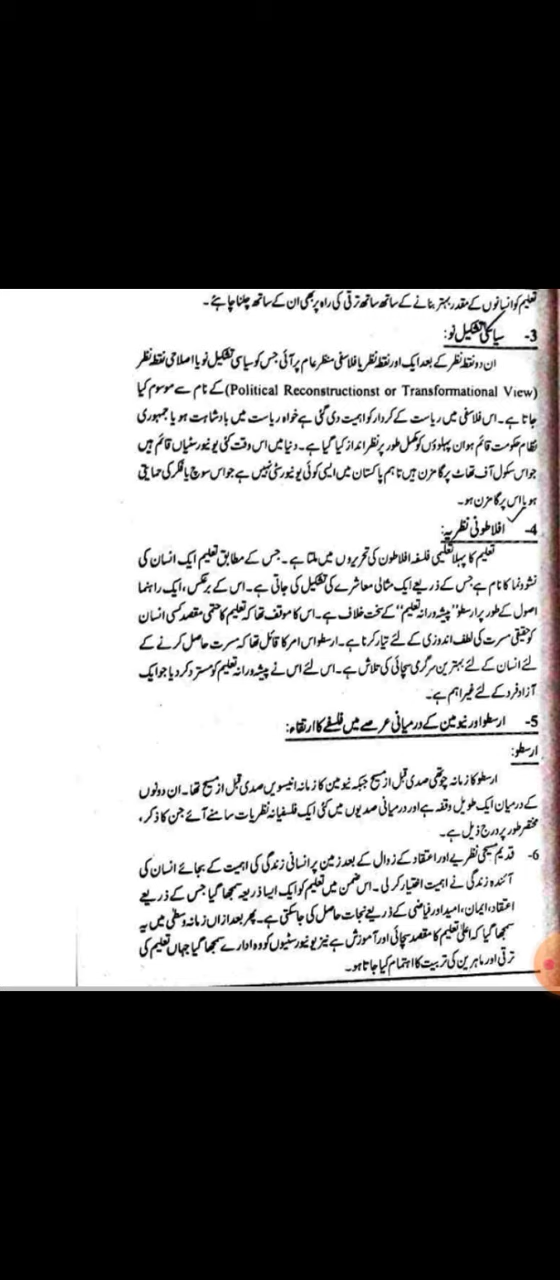 تعلیم کو انسانوں کے مقدر بہتر بنانے کے ساتھ ساتھ ترقی کی راہ پر بھی ان کے ساتھ چلنا چاہئے۔
3- سیاسی تشکیل نو:
ان دو نقطہ نظر کے بعد ایک اور نقطہ نظر یا فلاسفی منظر عام پر آئی جس کو سیاسی تشکیل نو یا اصلاحی نقطہ نظر
(Political Reconstructionst or Transformational View) کے نام سے موسوم کیا
جاتا ہے۔ اس فلاسفی میں ریاست کے کردار کو اہمیت دی گئی ہے خواہ ریاست میں بادشاہت ہو یا جمہوری
نظام حکومت قائم ہو ان پہلوؤں کو مکمل طور پر نظر انداز کیا گیا ہے۔ دنیا میں اس وقت کئی یونیورسٹیاں قائم ہیں
جو اس سکول آف تھاٹ پر گامزن ہیں تاہم پاکستان میں ایسی کوئی یونیورسٹی نہیں ہے جو اس سوچ یا فکر کی حمایتی
ہو یا اس پر گامزن ہو۔
4- افلاطونی نظریہ:
تعلیم کا پہلا تعلیمی فلسفہ افلاطون کی تحریروں میں ملتا ہے۔ جس کے مطابق تعلیم ایک انسان کی
نشوونما کا نام ہے جس کے ذریعے ایک مثالی معاشرے کی تشکیل کی جاتی ہے۔ اس کے برعکس، ایک راہنما
اصول کے طور پر ارسطو "پیشہ ورانہ تعلیم" کے سخت خلاف ہے۔ اس کا موقف تھا کہ تعلیم کا حتمی مقصد کسی انسان
کو حقیقی مسرت کی لطف اندوزی کے لئے تیار کرنا ہے۔ ارسطو اس امر کا قائل تھا کہ مسرت حاصل کرنے کے
لئے انسان کے لئے بہترین سرگرمی سچائی کی تلاش ہے۔ اس لئے اس نے پیشہ ورانہ تعلیم کو مسترد کر دیا جو ایک
آزاد فرد کے لئے غیر اہم ہے۔
5- ارسطو اور نیومین کے درمیانی عرصے میں فلسفے کا ارتقاء:
ارسطو:
ارسطو کا زمانہ چوتھی صدی قبل از مسیح جبکہ نیومین کا زمانہ انیسویں صدی قبل از مسیح تھا۔ ان دونوں
کے درمیان ایک طویل وقفہ ہے اور درمیانی صدیوں میں کئی ایک فلسفیانہ نظریات سامنے آئے جن کا ذکر،
مختصر طور پر درج ذیل ہے۔
6- قدیم مسیحی نظریے اور اعتقاد کے زوال کے بعد زمین پر انسانی زندگی کی اہمیت کے بجائے انسان کی
آئندہ زندگی نے اہمیت اختیار کر لی۔ اس ضمن میں تعلیم کو ایک ایسا ذریعہ سمجھا گیا جس کے ذریعے
اعتقاد، ایمان، امید اور فیاضی کے ذریعے نجات حاصل کی جاسکتی ہے۔ پھر بعد ازاں زمانہ وسطیٰ میں یہ
سمجھا گیا کہ اعلیٰ تعلیم کا مقصد سچائی اور آموزش ہے نیز یونیورسٹیوں کو وہ ادارے سمجھا گیا جہاں تعلیم کی
ترقی اور ماہرین کی تربیت کا اہتمام کیا جاتا ہو۔